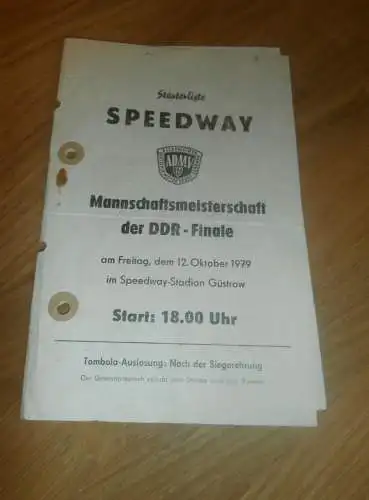 Starterliste
SPEEDWAY
ADMV
Mannschaftsmeisterschaft
der DDR-Finale
am Freitag, dem 12. Oktober 1979
im Speedway-Stadion Güstrow
Start: 18.00 Uhr
Tombola-Auslosung: Nach der Siegerehrung